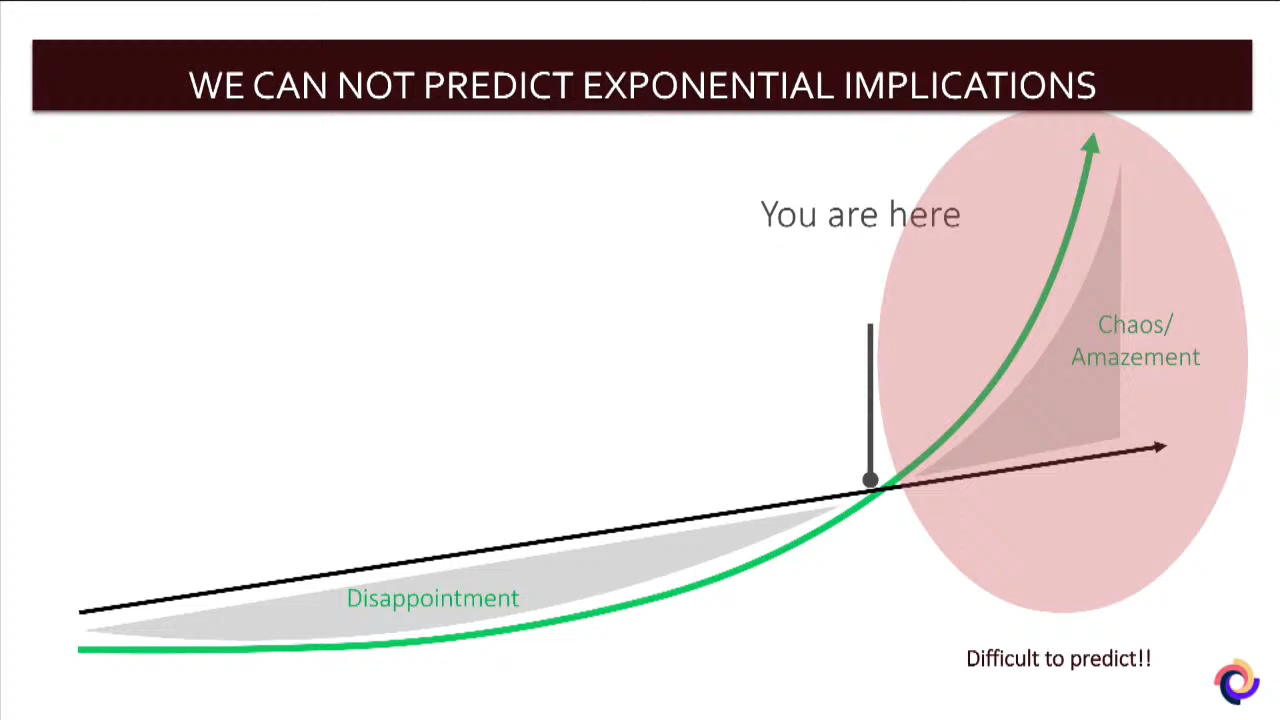 WE CAN NOT PREDICT EXPONENTIAL IMPLICATIONS
You are here
Chaos/
Amazement
Disappointment
Difficult to predict!!